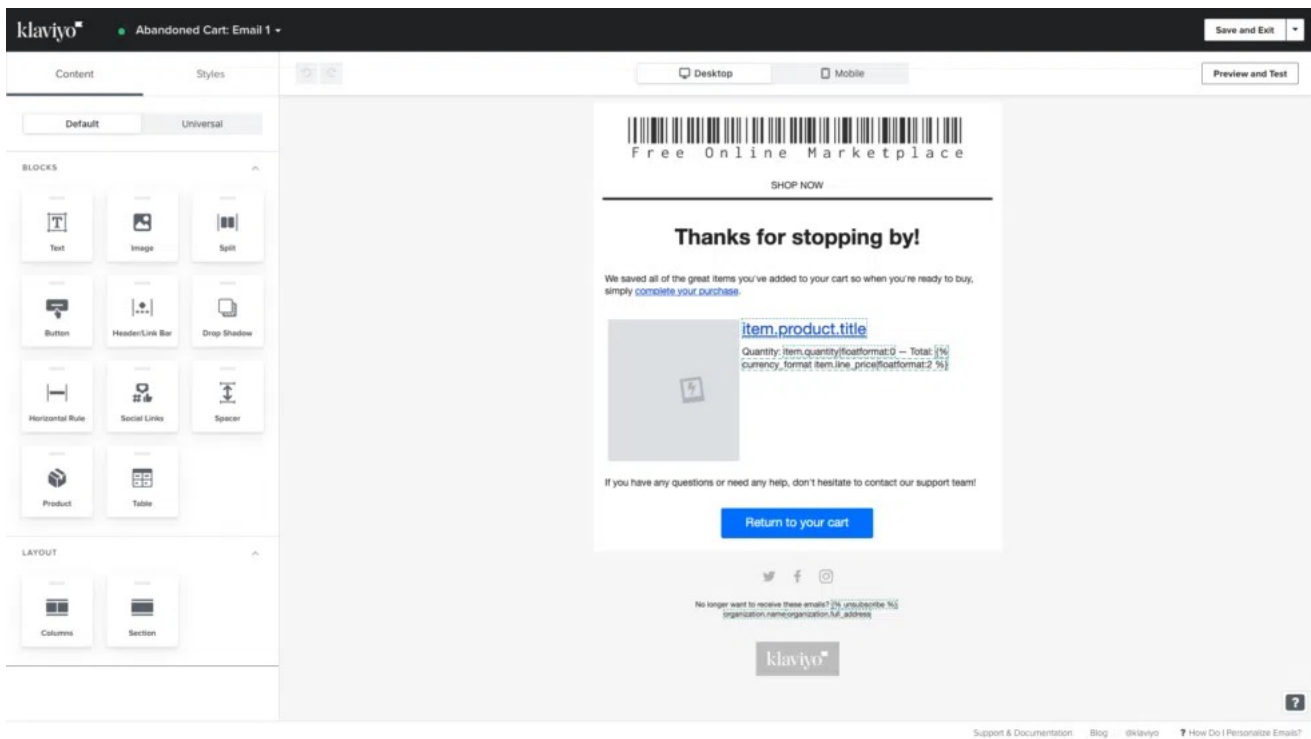 klaviyo
Abandoned Cart: Email 1
Save and Exit
Content
Styles
Desktop
Mobile
Preview and Test
Default
Universal
BLOCKS
Text
Image
Split
Button
Header/Link Bar
Drop Shadow
Horizontal Rule
Social Links
Spacer
Product
Table
LAYOUT
Columns
Section
Free Online Marketplace
SHOP NOW
Thanks for stopping by!
We saved all of the great items you've added to your cart so when you're ready to buy,
simply complete your purchase.
item.product.title
Quantity: item.quantity|floatformat:0 — Total: {%
currency_format item.line_price|floatformat:2 %}
If you have any questions or need any help, don't hesitate to contact our support team!
Return to your cart
No longer want to receive these emails? {% unsubscribe %}
organization.name organization.full_address
klaviyo
?
Support & Documentation
Blog
@klaviyo
? How Do I Personalize Emails?